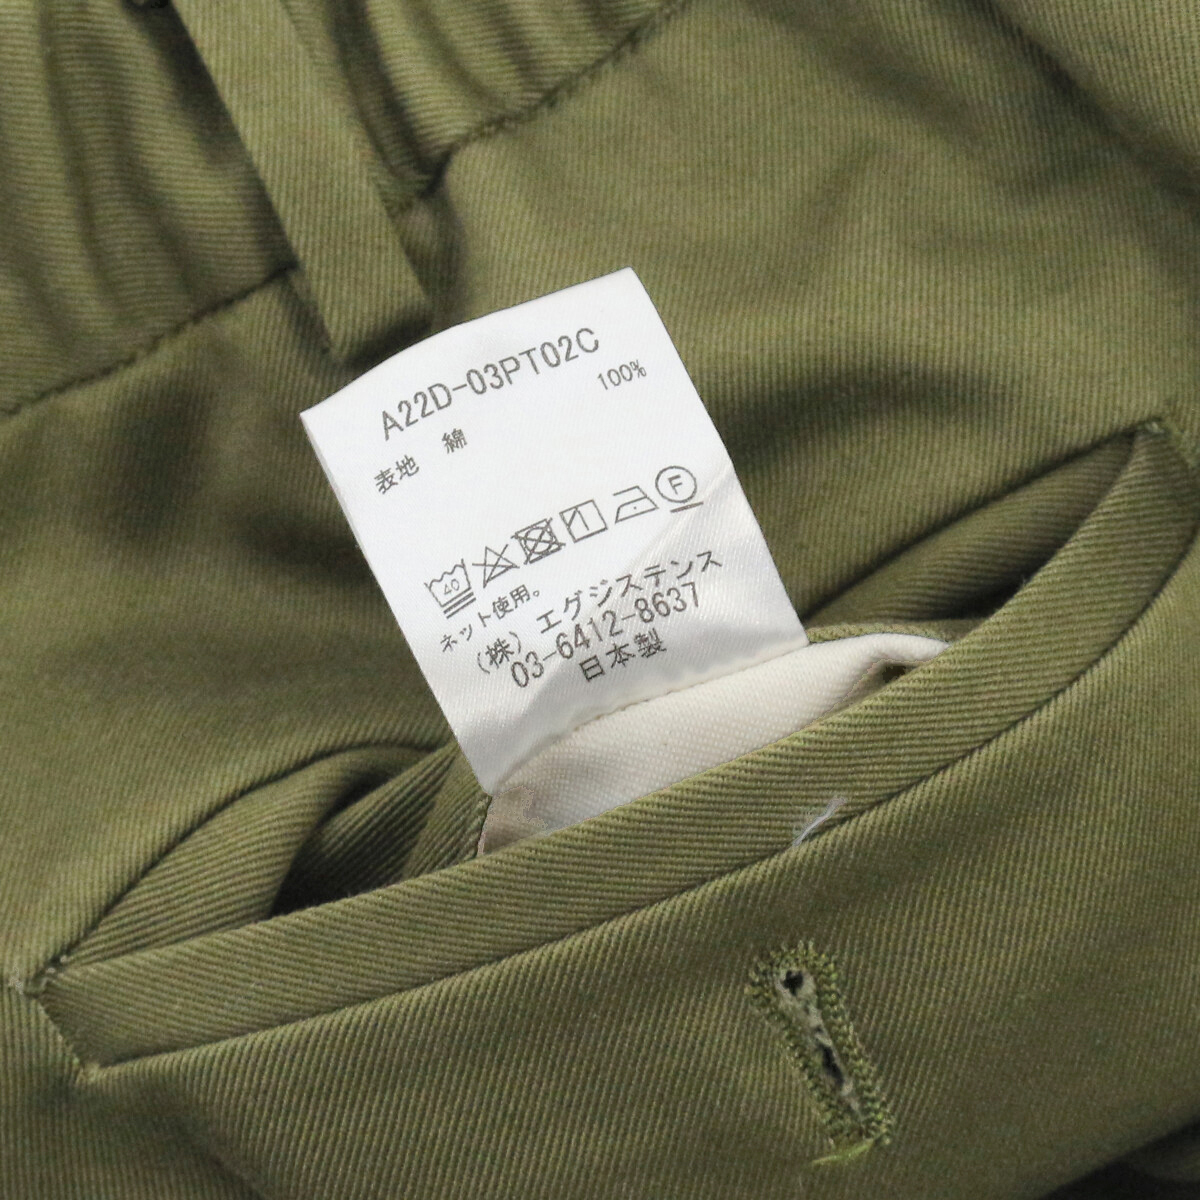 A22D-03PT02C
表地 綿 100%
40 F
ネット使用。
(株) エグジステンス
03-6412-8637
日本製